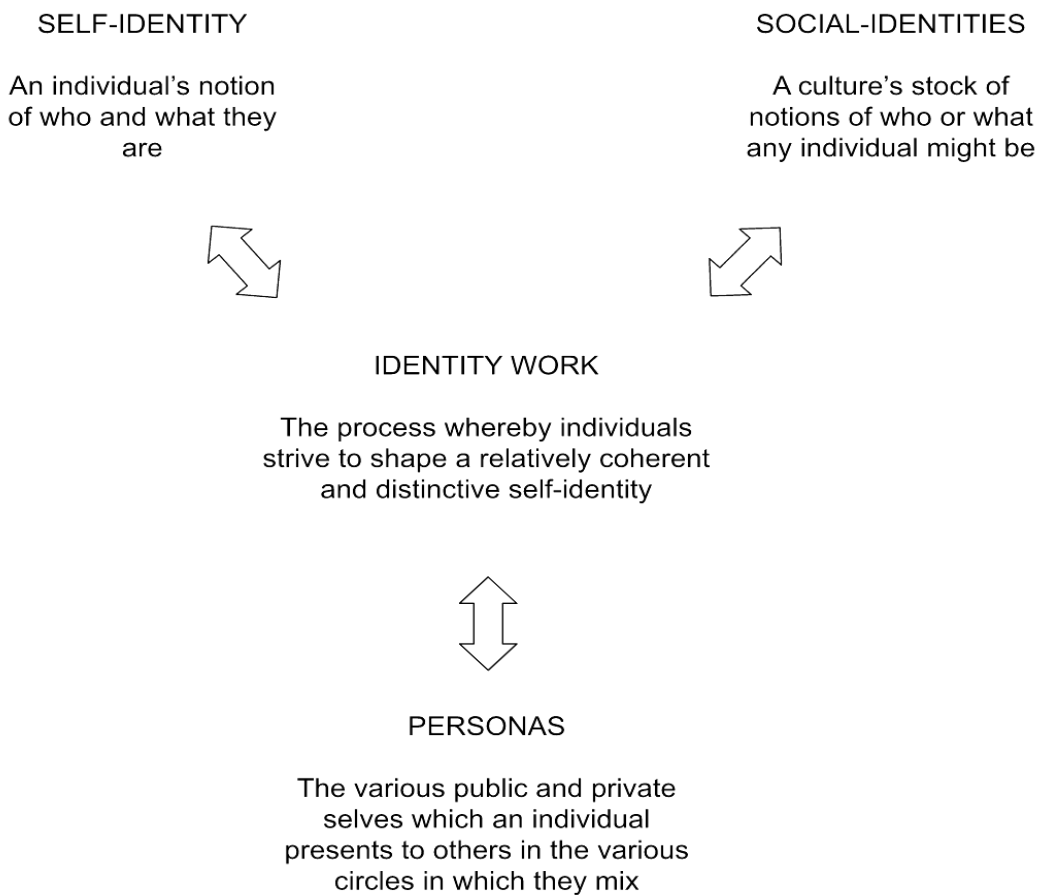 SELF-IDENTITY
An individual’s notion
of who and what they
are
SOCIAL-IDENTITIES
A culture’s stock of
notions of who or what
any individual might be
IDENTITY WORK
The process whereby individuals
strive to shape a relatively coherent
and distinctive self-identity
PERSONAS
The various public and private
selves which an individual
presents to others in the various
circles in which they mix